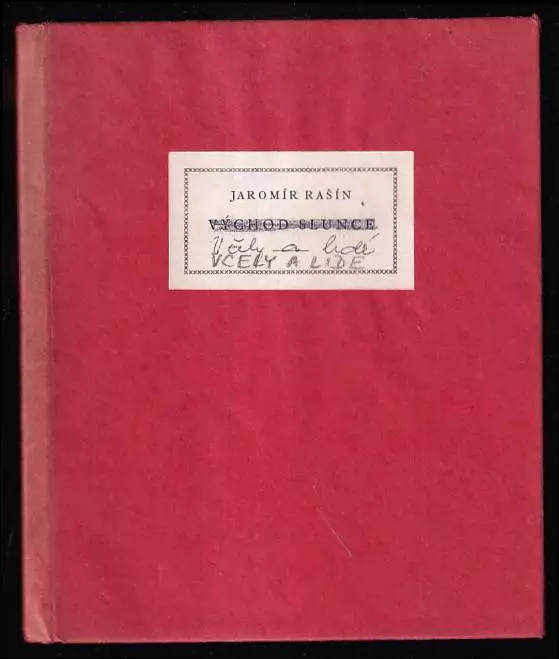 JAROMÍR RAŠÍN
VÝCHOD SLUNCE
Včely a lidé
VČELY A LIDÉ